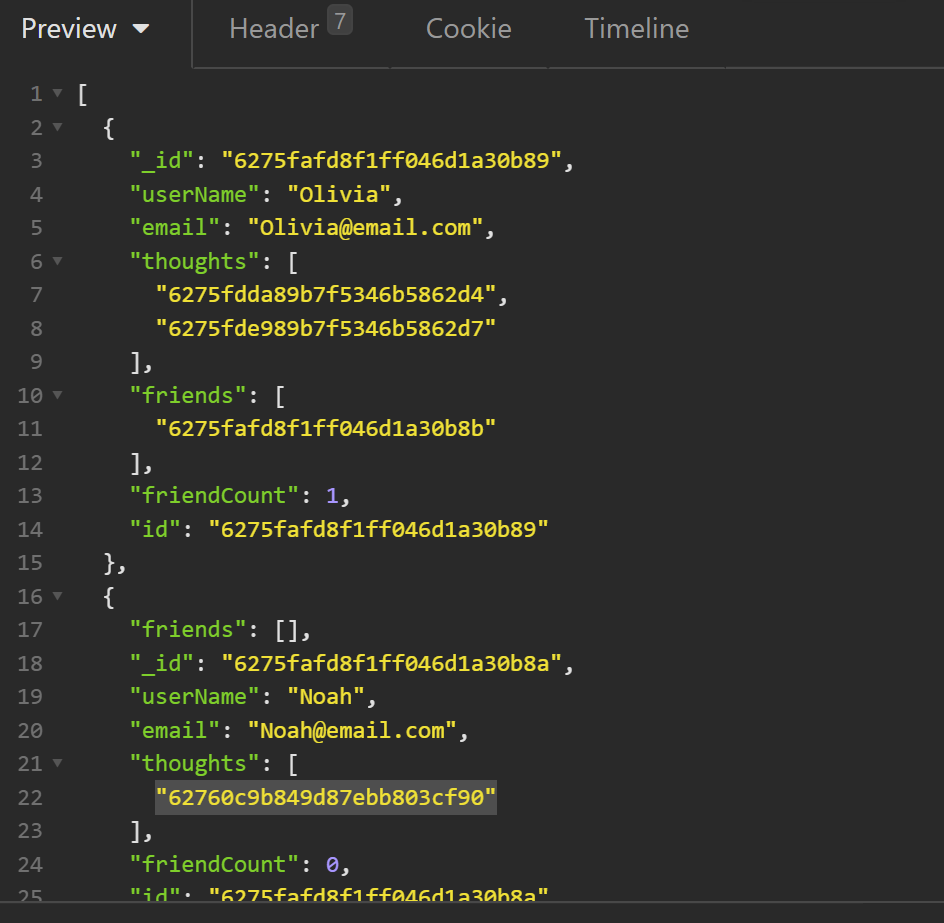 Preview Header 7 Cookie Timeline
1 [
2 {
3 "_id": "6275fafd8f1ff046d1a30b89",
4 "userName": "Olivia",
5 "email": "Olivia@email.com",
6 "thoughts": [
7 "6275fdda89b7f5346b5862d4",
8 "6275fde989b7f5346b5862d7"
9 ],
10 "friends": [
11 "6275fafd8f1ff046d1a30b8b"
12 ],
13 "friendCount": 1,
14 "id": "6275fafd8f1ff046d1a30b89"
15 },
16 {
17 "friends": [],
18 "_id": "6275fafd8f1ff046d1a30b8a",
19 "userName": "Noah",
20 "email": "Noah@email.com",
21 "thoughts": [
22 "62760c9b849d87ebb803cf90"
23 ],
24 "friendCount": 0,
25 "id": "6275fafd8f1ff046d1a30b8a"